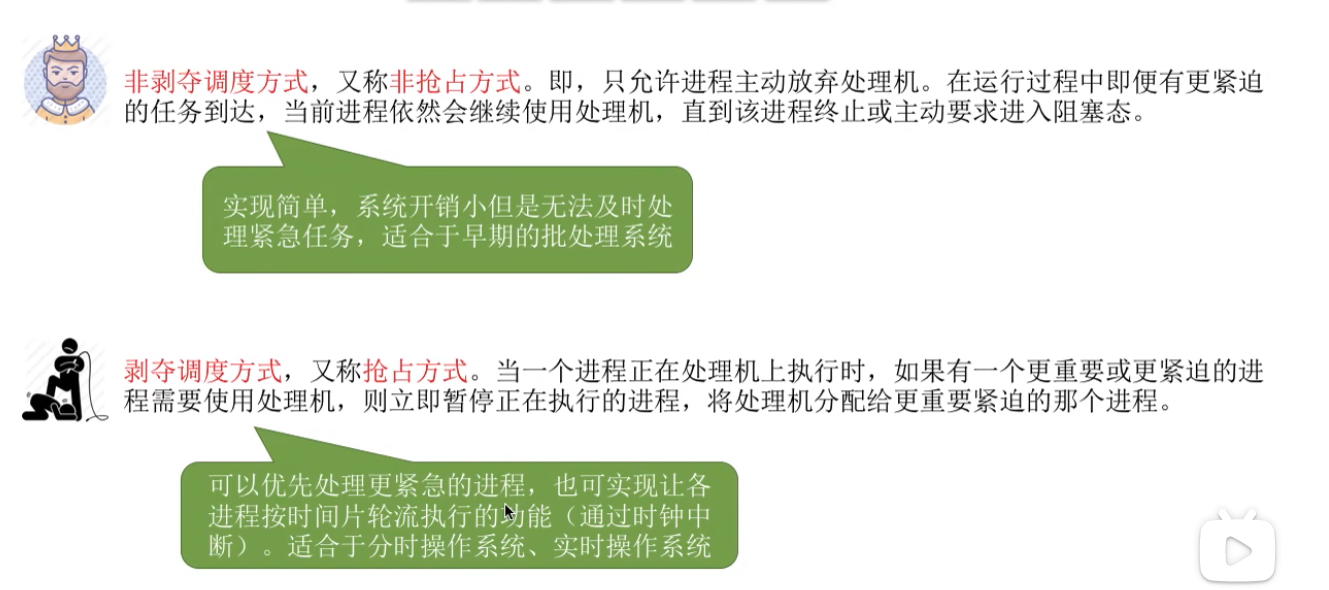 非剥夺调度方式，又称非抢占方式。即，只允许进程主动放弃处理机。在运行过程中即便有更紧迫
的任务到达，当前进程依然会继续使用处理机，直到该进程终止或主动要求进入阻塞态。
实现简单，系统开销小但是无法及时处
理紧急任务，适合于早期的批处理系统
剥夺调度方式，又称抢占方式。当一个进程正在处理机上执行时，如果有一个更重要或更紧迫的进
程需要使用处理机，则立即暂停正在执行的进程，将处理机分配给更重要紧迫的那个进程。
可以优先处理更紧急的进程，也可实现让各
进程按时间片轮流执行的功能（通过时钟中
断）。适合于分时操作系统、实时操作系统